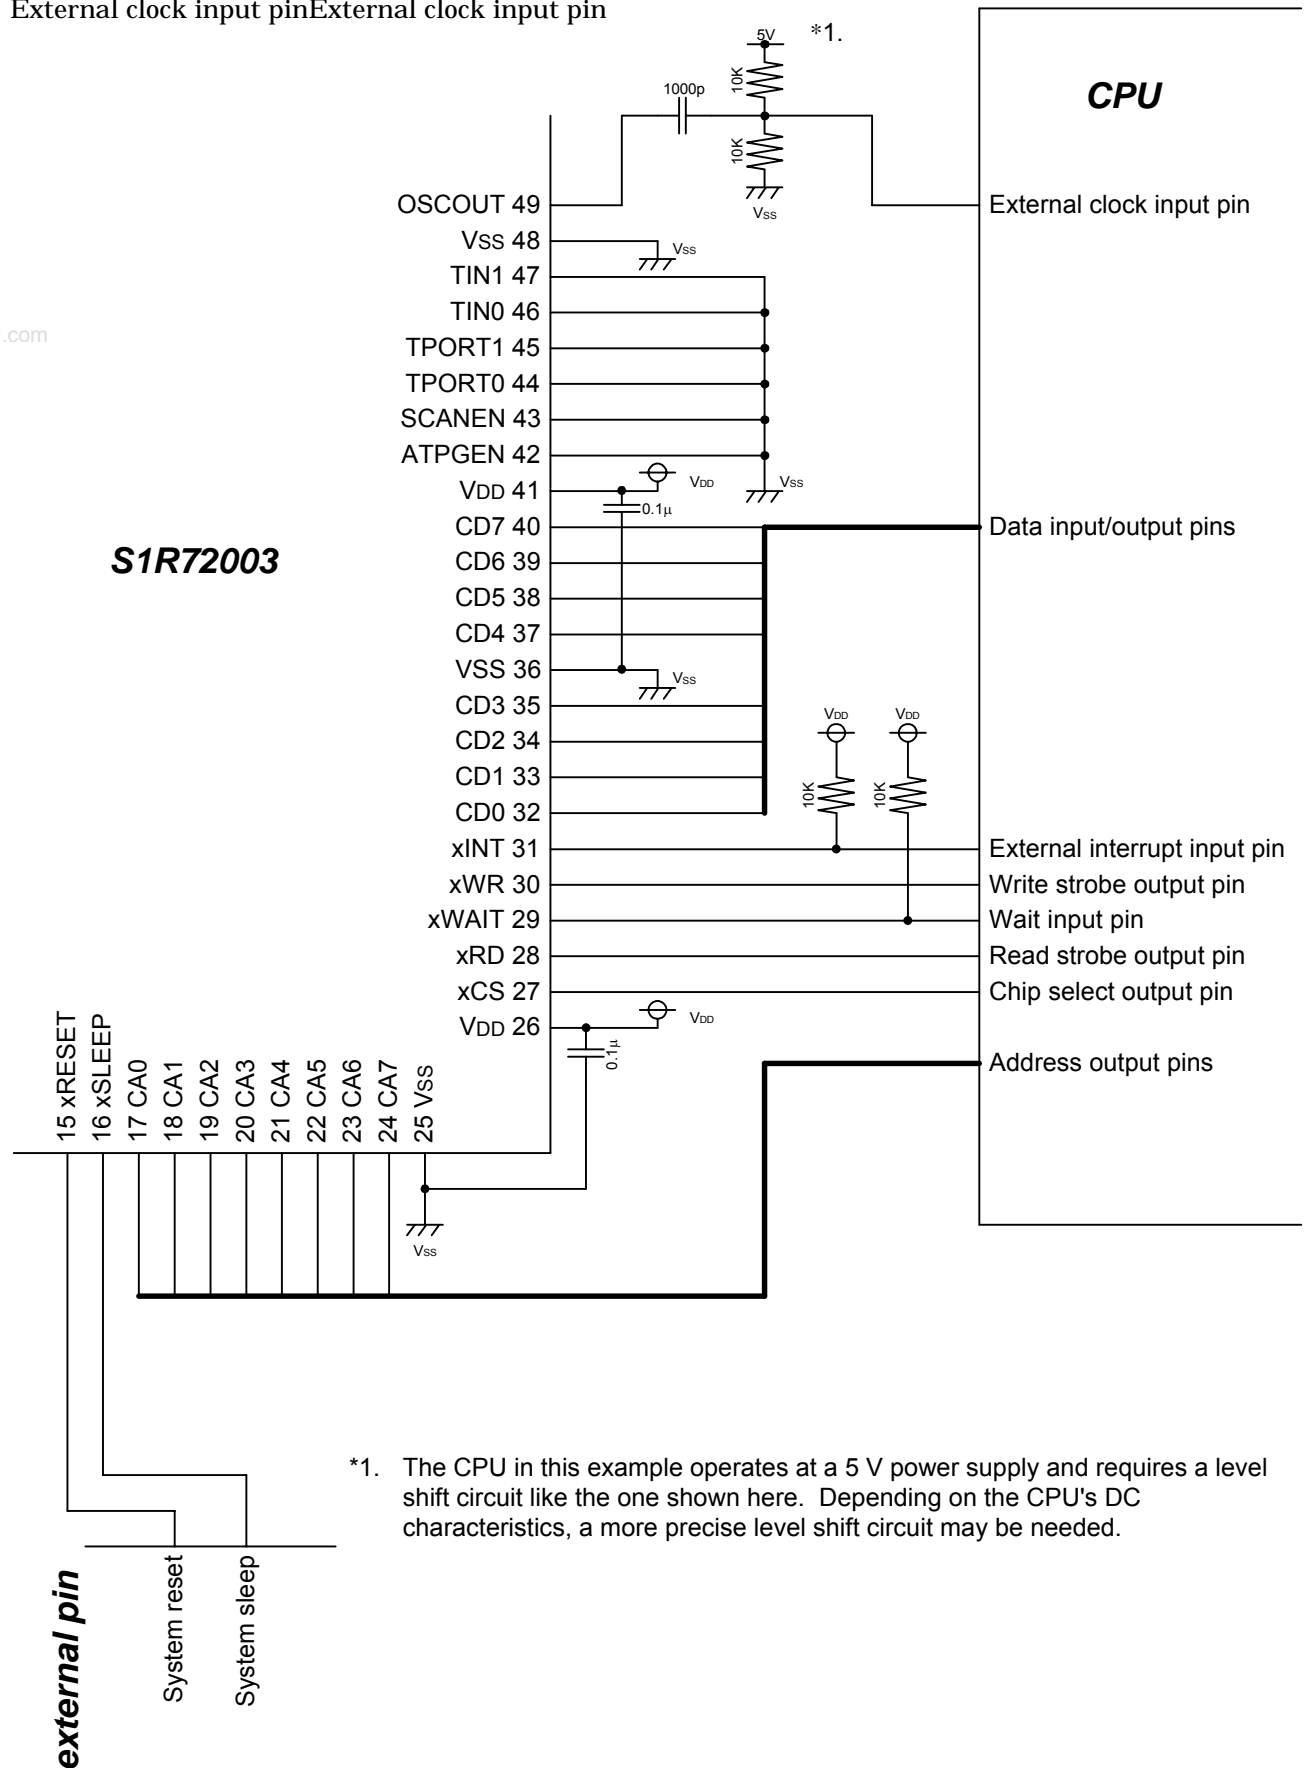 External clock input pinExternal clock input pin
5V
*1.
10K
1000p
CPU
10K
Vss
OSCOUT 49
External clock input pin
Vss 48
Vss
TIN1 47
TIN0 46
.com
TPORT1 45
TPORT0 44
SCANEN 43
ATPGEN 42
VDD 41
VDD
Vss
0.1µ
CD7 40
Data input/output pins
S1R72003
CD6 39
CD5 38
CD4 37
VSS 36
Vss
CD3 35
VDD
VDD
CD2 34
CD1 33
10K
10K
CD0 32
xINT 31
External interrupt input pin
xWR 30
Write strobe output pin
xWAIT 29
Wait input pin
xRD 28
Read strobe output pin
xCS 27
Chip select output pin
VDD 26
VDD
0.1µ
Address output pins
15 xRESET
16 xSLEEP
17 CA0
18 CA1
19 CA2
20 CA3
21 CA4
22 CA5
23 CA6
24 CA7
25 Vss
Vss
*1. The CPU in this example operates at a 5 V power supply and requires a level
shift circuit like the one shown here. Depending on the CPU's DC
characteristics, a more precise level shift circuit may be needed.
external pin
System reset
System sleep